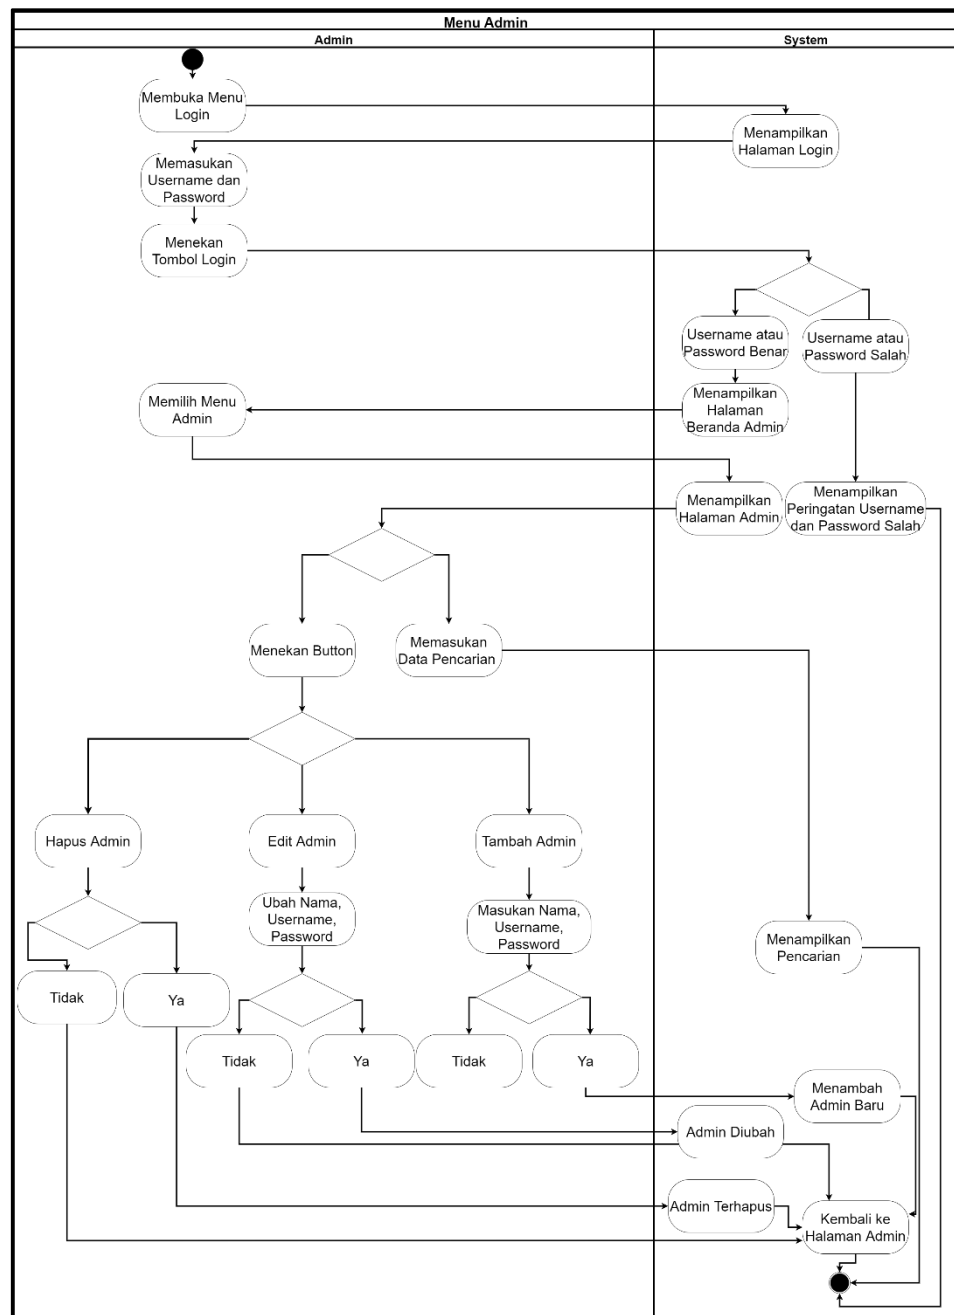 Menu Admin
Admin
System
Membuka Menu
Login
Menampilkan
Halaman Login
Memasukan
Username dan
Password
Menekan
Tombol Login
Username atau
Password Benar
Username atau
Password Salah
Menampilkan
Halaman
Beranda Admin
Memilih Menu
Admin
Menampilkan
Halaman Admin
Menampilkan
Peringatan Username
dan Password Salah
Menekan Button
Memasukan
Data Pencarian
Hapus Admin
Edit Admin
Tambah Admin
Ubah Nama,
Username,
Password
Masukan Nama,
Username,
Password
Menampilkan
Pencarian
Tidak
Ya
Tidak
Ya
Tidak
Ya
Menambah
Admin Baru
Admin Diubah
Admin Terhapus
Kembali ke
Halaman Admin